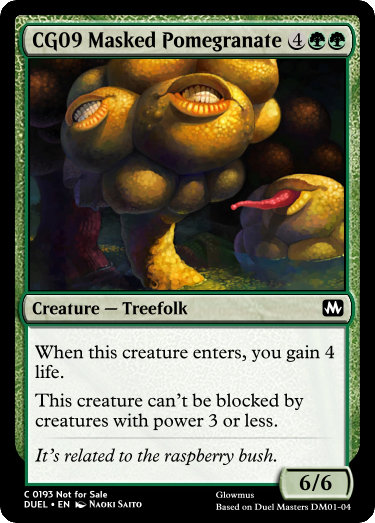 CG09 Masked Pomegranate 4
Creature — Treefolk
When this creature enters, you gain 4
life.
This creature can't be blocked by
creatures with power 3 or less.
It's related to the raspberry bush.
6/6
C 0193 Not for Sale
DUEL • EN Naoki Saito
Glowmus
Based on Duel Masters DM01-04